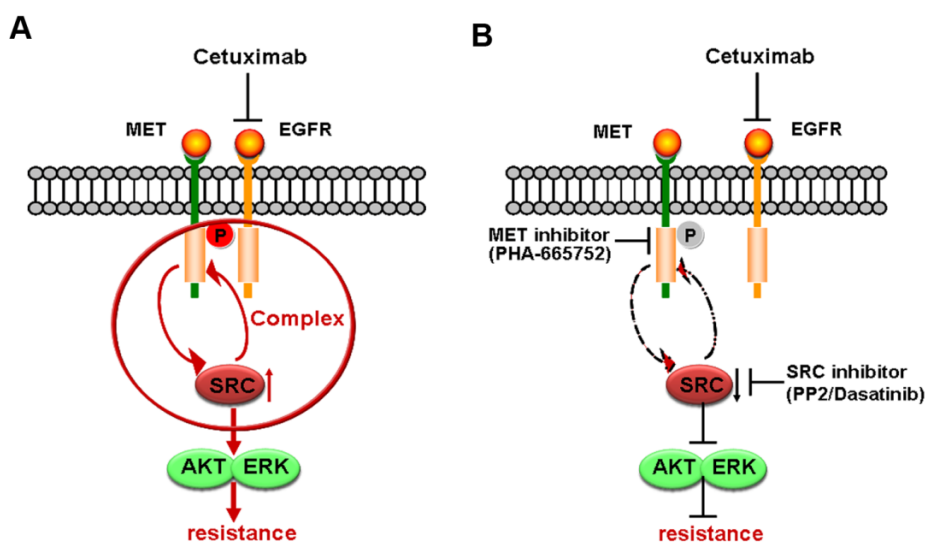 A
Cetuximab
MET
EGFR
P
Complex
SRC
AKT
ERK
resistance
B
Cetuximab
MET
EGFR
MET inhibitor
(PHA-665752)
P
SRC
SRC inhibitor
(PP2/Dasatinib)
AKT
ERK
resistance